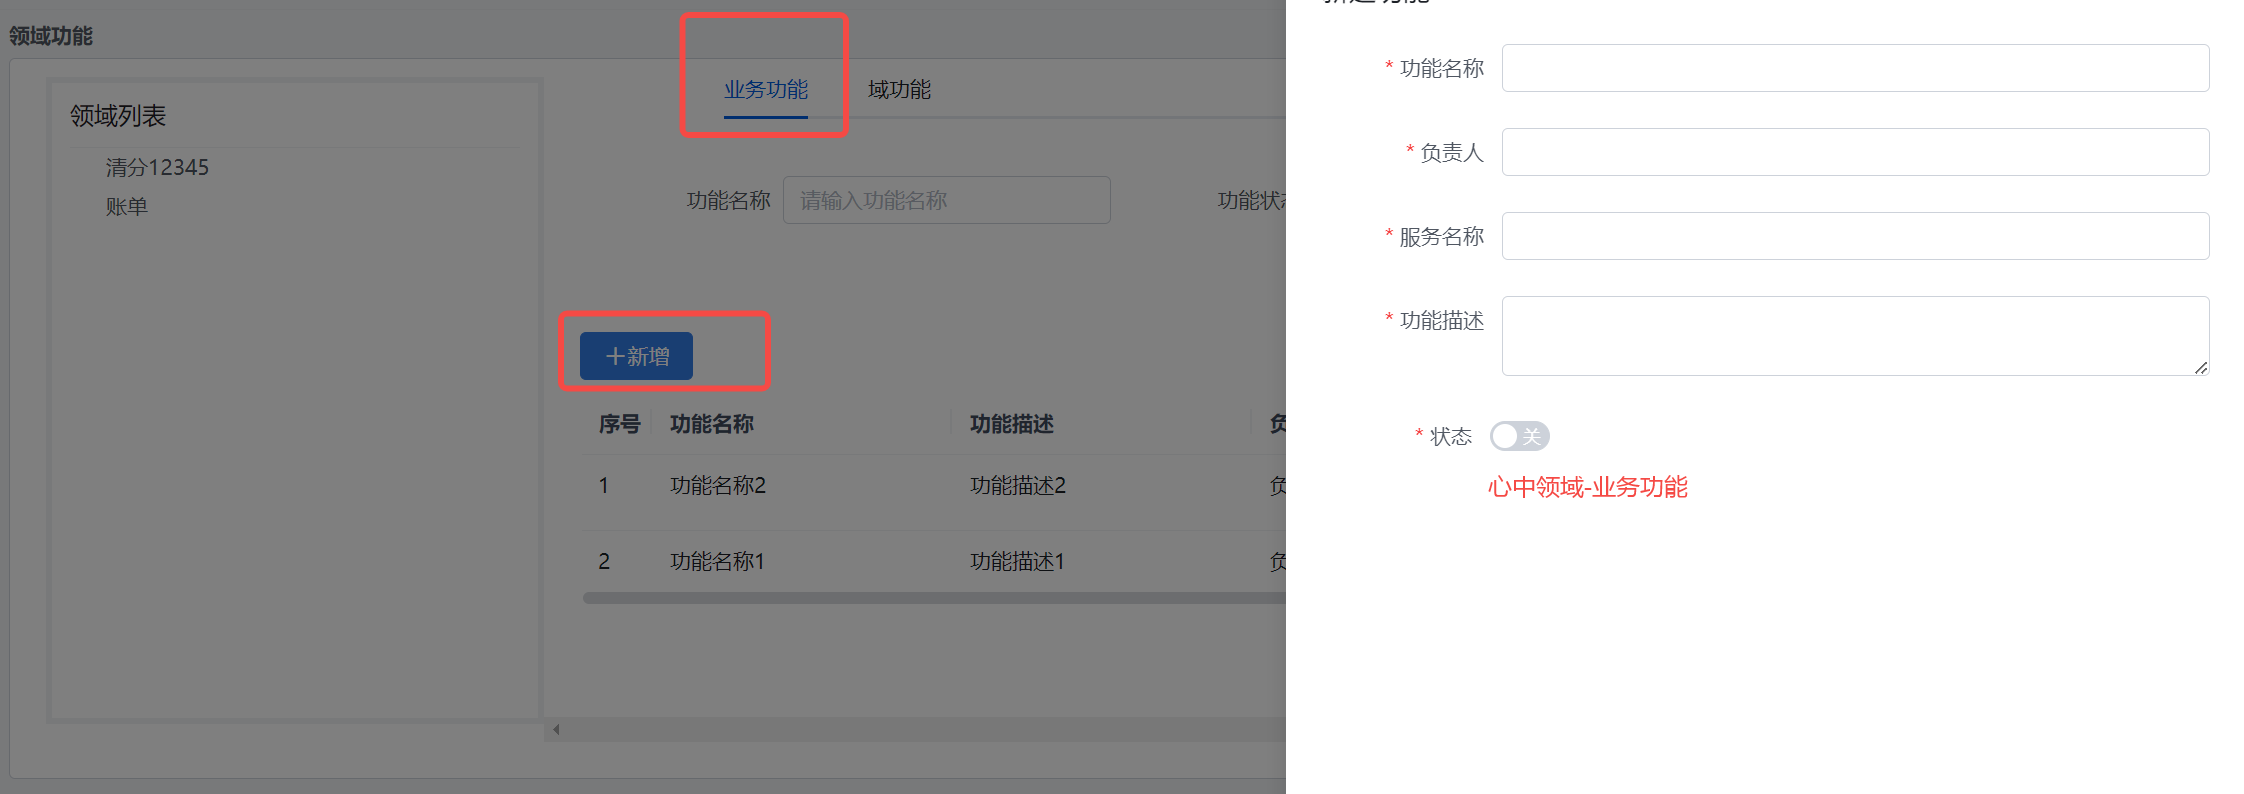 领域功能
领域列表
清分12345
账单
业务功能
域功能
功能名称
请输入功能名称
功能状
＋新增
序号
功能名称
功能描述
1
功能名称2
功能描述2
2
功能名称1
功能描述1
* 功能名称
* 负责人
* 服务名称
* 功能描述
* 状态
关
心中领域-业务功能